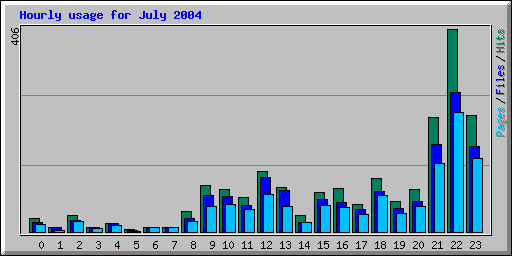 Hourly usage for July 2004
406
Pages / Files / Hits
0 1 2 3 4 5 6 7 8 9 10 11 12 13 14 15 16 17 18 19 20 21 22 23